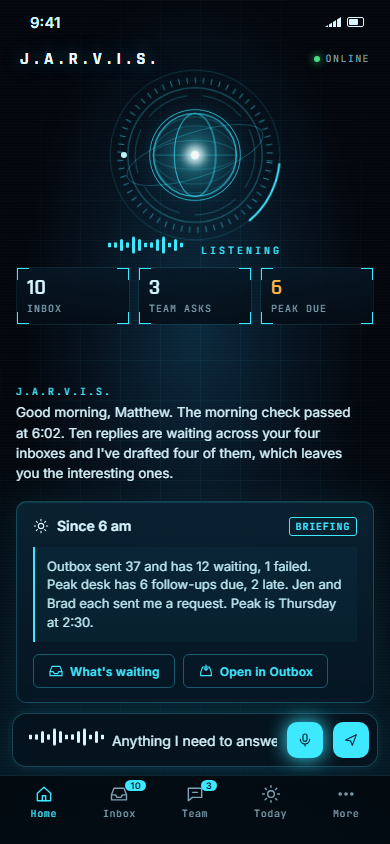 9:41
J.A.R.V.I.S.
ONLINE
LISTENING
10
INBOX
3
TEAM ASKS
6
PEAK DUE
J.A.R.V.I.S.
Good morning, Matthew. The morning check passed
at 6:02. Ten replies are waiting across your four
inboxes and I've drafted four of them, which leaves
you the interesting ones.
Since 6 am
BRIEFING
Outbox sent 37 and has 12 waiting, 1 failed.
Peak desk has 6 follow-ups due, 2 late. Jen and
Brad each sent me a request. Peak is Thursday
at 2:30.
What's waiting
Open in Outbox
Anything I need to answe
10
3
Home
Inbox
Team
Today
More